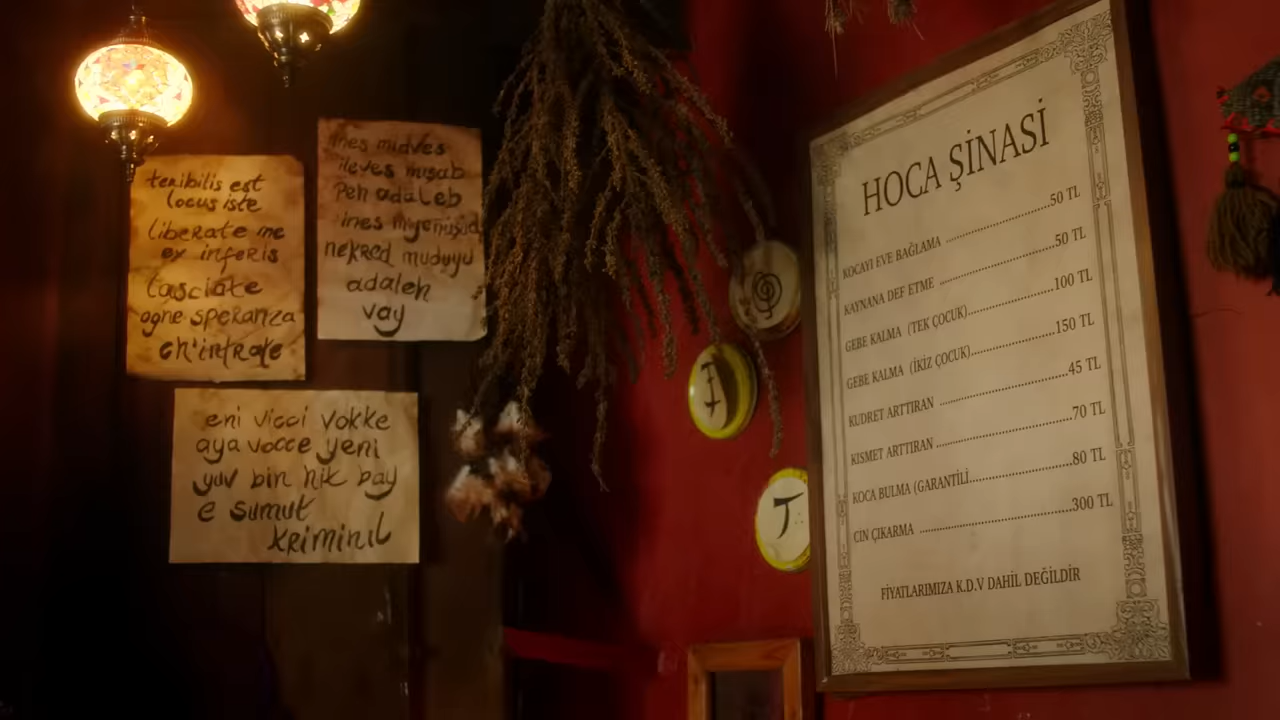 teribilis est
locus iste
liberate me
ex inferis
lasciate
ogne speranza
ch'intrate
ines midves
ileves musab
Pen adaleb
ines miyenüsüd
nekred muduyu
adaleh
vay
eni vicci vokke
aya vocce yeni
yuv bin hik bay
e sumut
kriminil
HOCA ŞİNASİ
KOCAYI EVE BAĞLAMA ........................50 TL
KAYNANA DEF ETME ..........................50 TL
GEBE KALMA (TEK ÇOCUK)...................100 TL
GEBE KALMA (İKİZ ÇOCUK)..................150 TL
KUDRET ARTTIRAN ...........................45 TL
KISMET ARTTIRAN ...........................70 TL
KOCA BULMA (GARANTİLİ.....................80 TL
CİN ÇIKARMA ..............................300 TL
FİYATLARIMIZA K.D.V DAHİL DEĞİLDİR